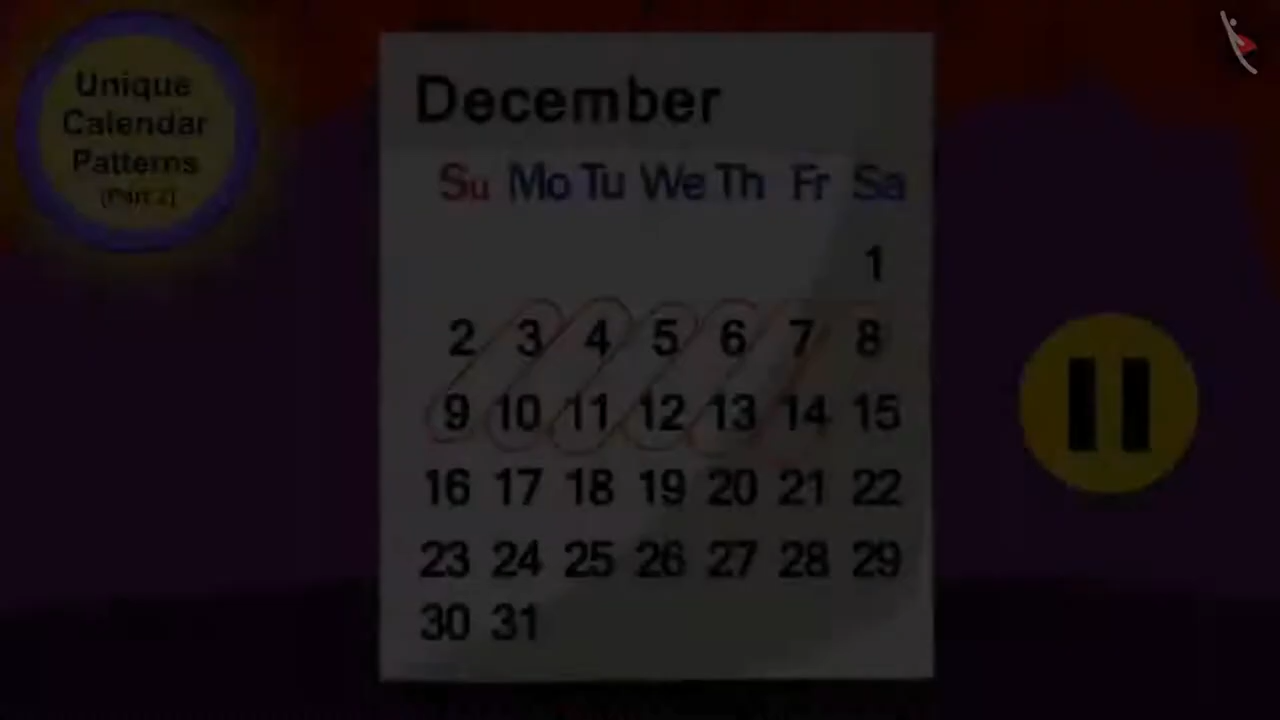 Unique
Calendar
Patterns
(Part 2)
December
Su Mo Tu We Th Fr Sa
1
2 3 4 5 6 7 8
9 10 11 12 13 14 15
16 17 18 19 20 21 22
23 24 25 26 27 28 29
30 31